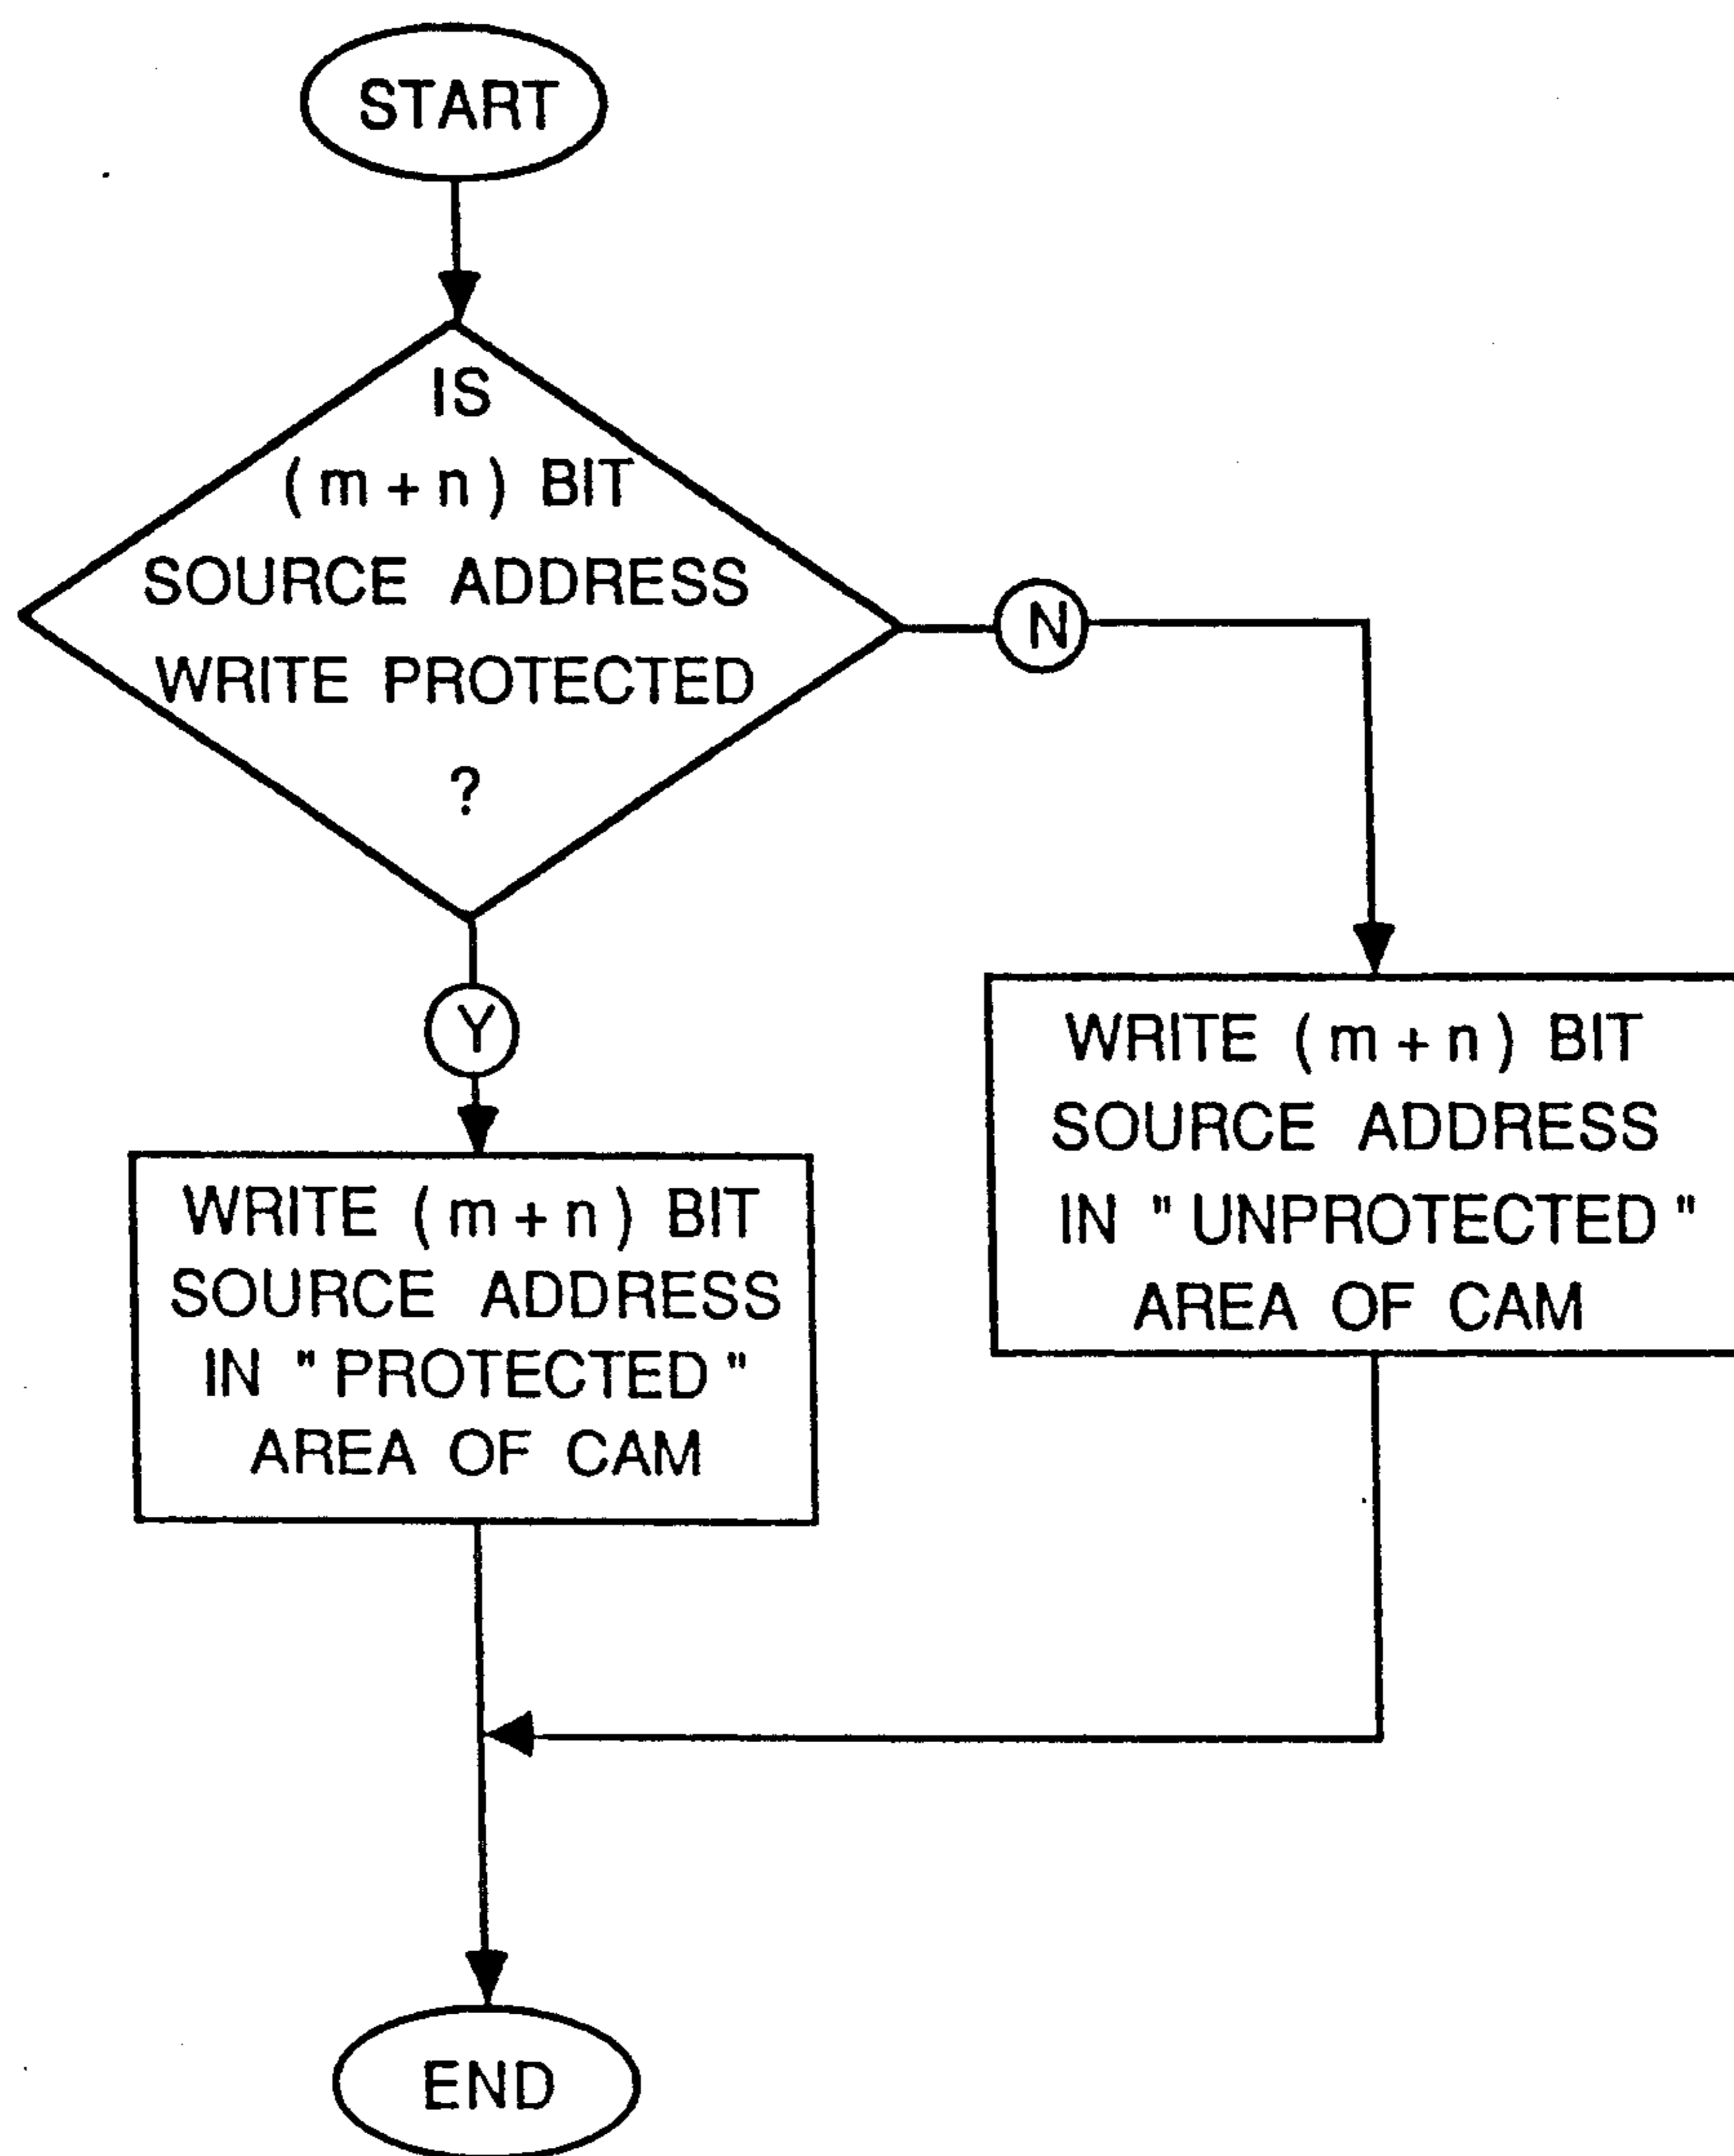 START
IS
( m + n ) BIT
SOURCE ADDRESS
WRITE PROTECTED
?
N
Y
WRITE ( m + n ) BIT
SOURCE ADDRESS
IN " PROTECTED "
AREA OF CAM
WRITE ( m + n ) BIT
SOURCE ADDRESS
IN " UNPROTECTED "
AREA OF CAM
END